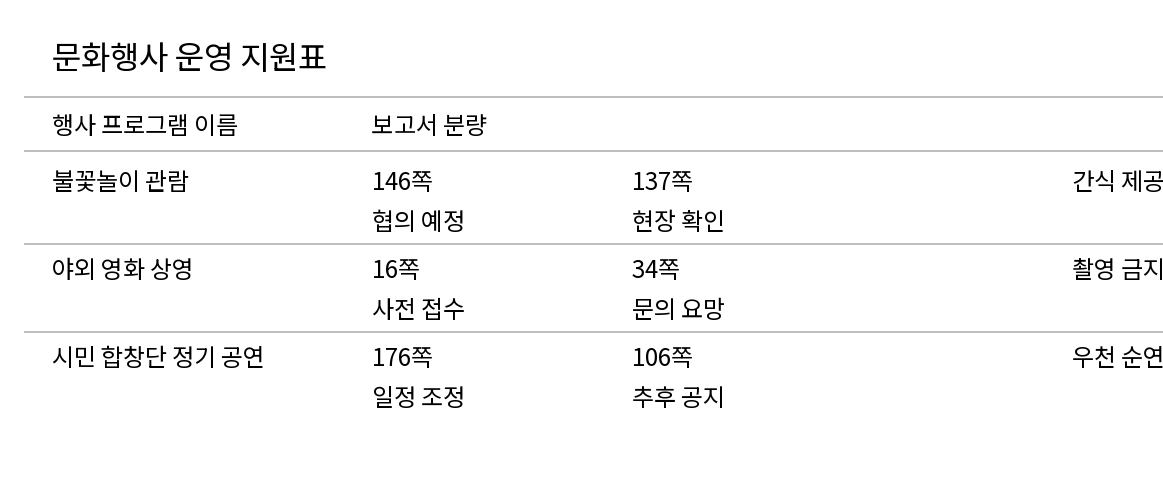 문화행사 운영 지원표
행사 프로그램 이름 보고서 분량
불꽃놀이 관람 146쪽 137쪽 간식 제공
협의 예정 현장 확인
야외 영화 상영 16쪽 34쪽 촬영 금지
사전 접수 문의 요망
시민 합창단 정기 공연 176쪽 106쪽 우천 순연
일정 조정 추후 공지